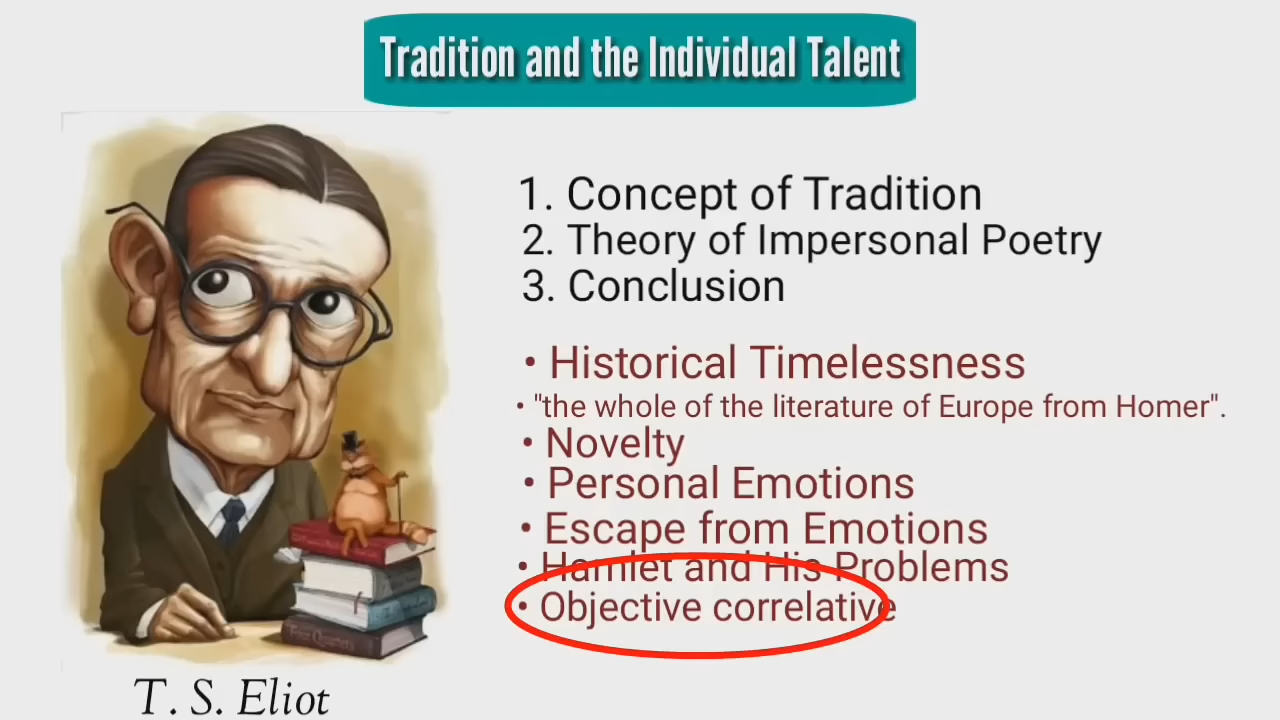 Tradition and the Individual Talent
1. Concept of Tradition
2. Theory of Impersonal Poetry
3. Conclusion
• Historical Timelessness
• "the whole of the literature of Europe from Homer".
• Novelty
• Personal Emotions
• Escape from Emotions
• Hamlet and His Problems
• Objective correlative
Four Quartets
T. S. Eliot